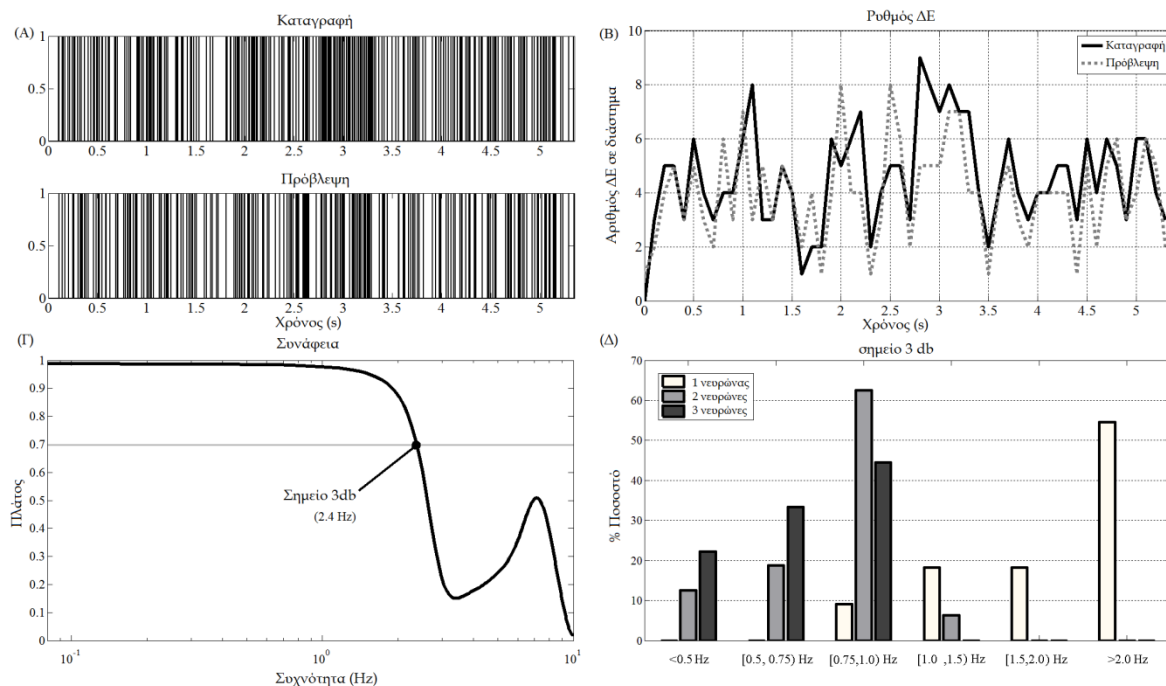 (Α)
Καταγραφή
1
0.5
0
0 0.5 1 1.5 2 2.5 3 3.5 4 4.5 5
Πρόβλεψη
1
0.5
0
0 0.5 1 1.5 2 2.5 3 3.5 4 4.5 5
Χρόνος (s)
(Β)
Ρυθμός ΔΕ
Αριθμός ΔΕ σε διάστημα
10
8
6
4
2
0
Καταγραφή
Πρόβλεψη
0 0.5 1 1.5 2 2.5 3 3.5 4 4.5 5
Χρόνος (s)
(Γ)
Συνάφεια
Πλάτος
1
0.9
0.8
0.7
0.6
0.5
0.4
0.3
0.2
0.1
0
Σημείο 3db
(2.4 Hz)
10⁻¹ 10⁰ 10¹
Συχνότητα (Hz)
(Δ)
σημείο 3 db
% Ποσοστό
70
60
50
40
30
20
10
0
1 νευρώνας
2 νευρώνες
3 νευρώνες
<0.5 Hz [0.5, 0.75) Hz [0.75,1.0) Hz [1.0 ,1.5) Hz [1.5,2.0) Hz >2.0 Hz